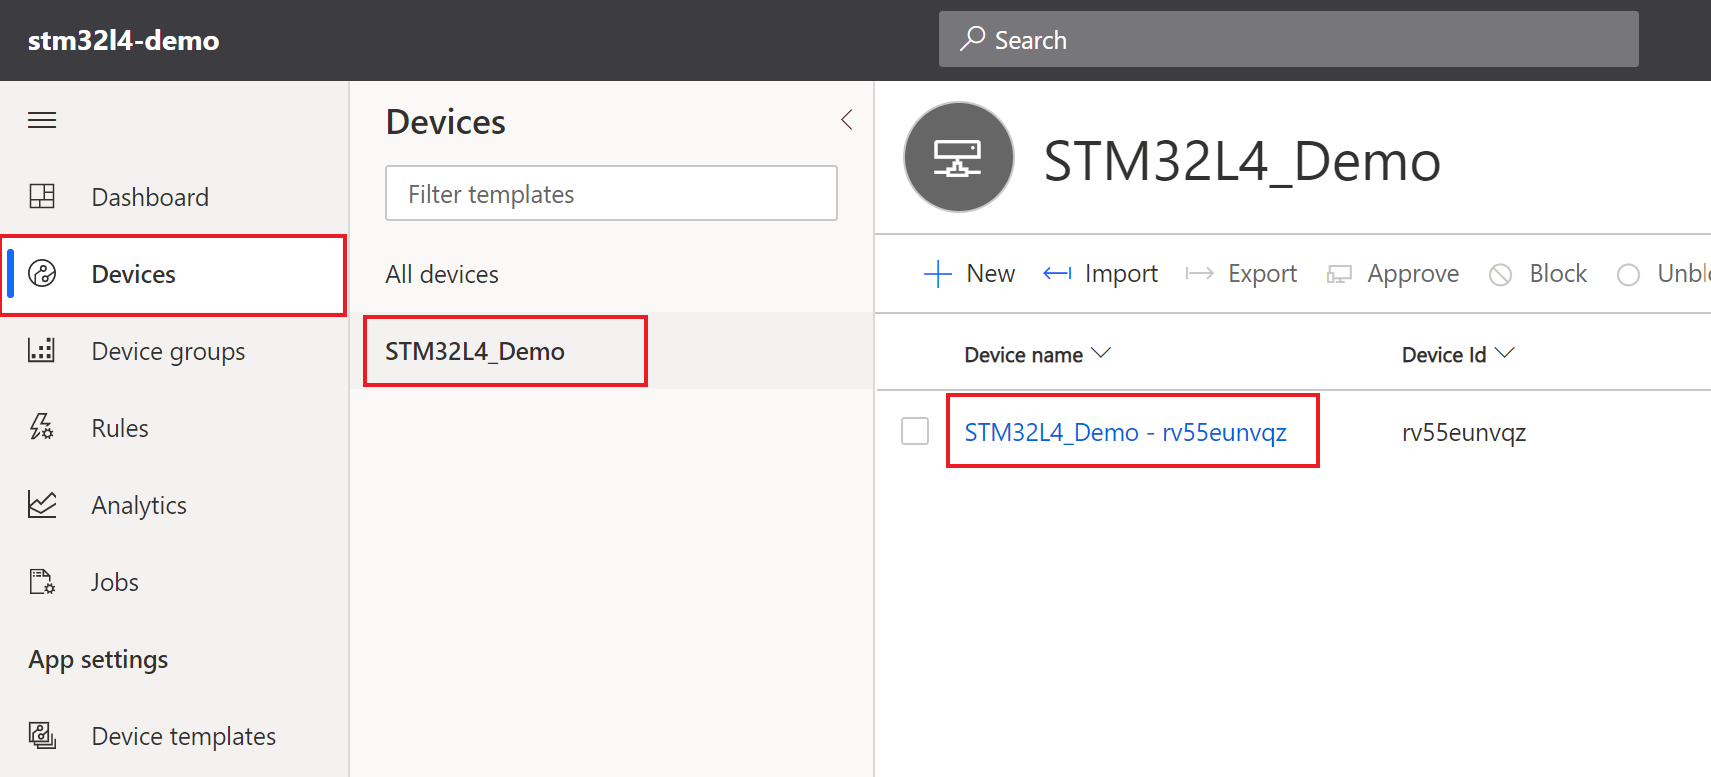 stm32l4-demo
Search
Dashboard
Devices
Device groups
Rules
Analytics
Jobs
App settings
Device templates
Devices
Filter templates
All devices
STM32L4_Demo
STM32L4_Demo
New Import Export Approve Block Unbl
Device name Device Id
STM32L4_Demo - rv55eunvqz rv55eunvqz